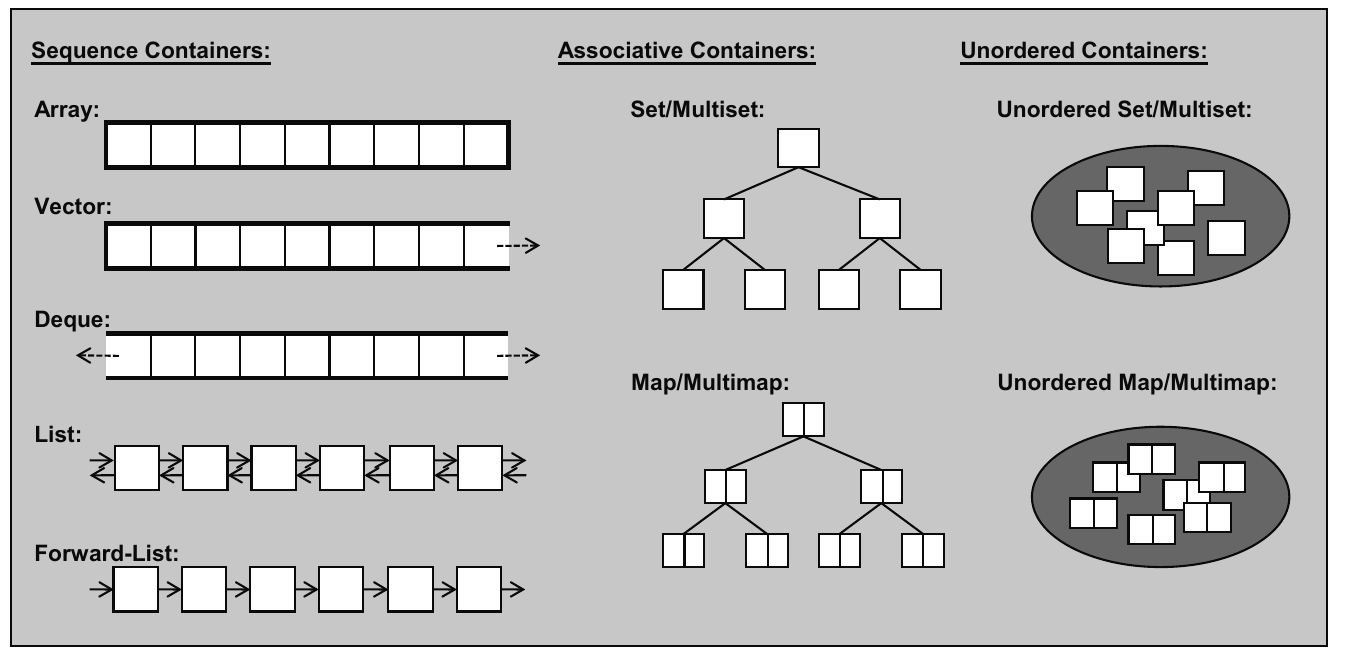 Sequence Containers:
Array:
Vector:
Deque:
List:
Forward-List:
Associative Containers:
Set/Multiset:
Map/Multimap:
Unordered Containers:
Unordered Set/Multiset:
Unordered Map/Multimap: